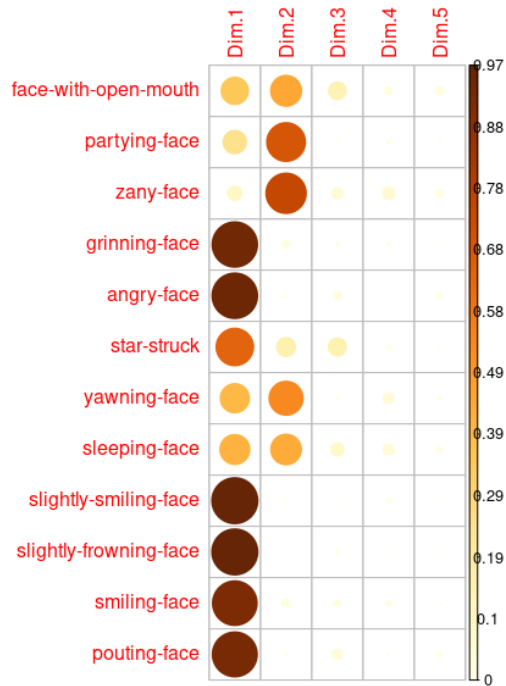 Dim.1 Dim.2 Dim.3 Dim.4 Dim.5
face-with-open-mouth
partying-face
zany-face
grinning-face
angry-face
star-struck
yawning-face
sleeping-face
slightly-smiling-face
slightly-frowning-face
smiling-face
pouting-face
0.97
0.88
0.78
0.68
0.58
0.49
0.39
0.29
0.19
0.1
0